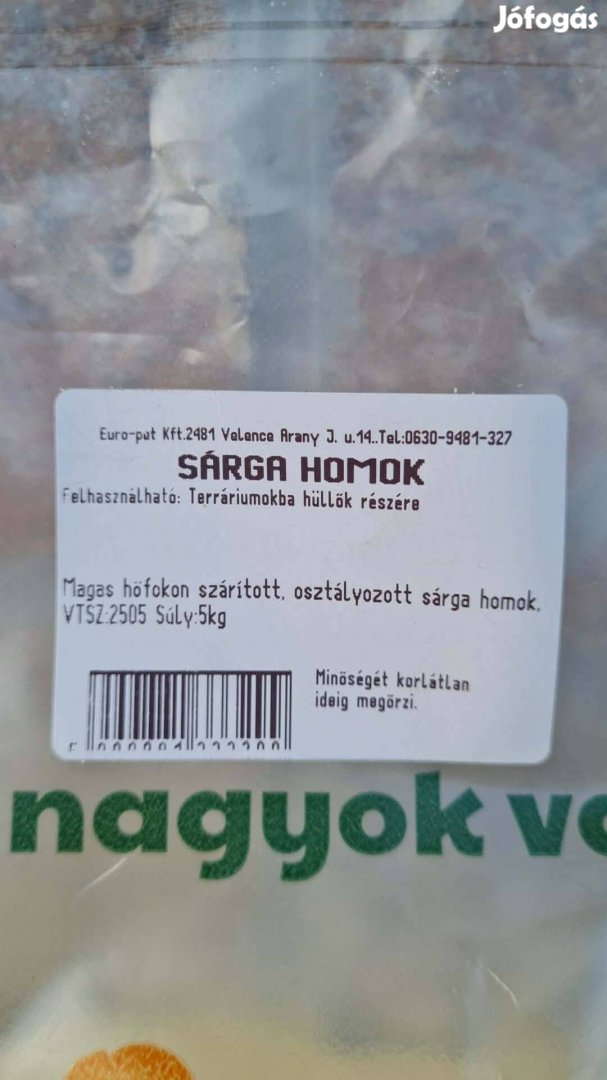 Jófogás
Euro-pet Kft.2481 Velence Arany J. u.14..Tel:0630-9481-327
SÁRGA HOMOK
Felhasználható: Terráriumokba hüllők részére
Magas hőfokon szárított, osztályozott sárga homok.
VTSZ:2505 Súly:5kg
Minőségét korlátlan
ideig megőrzi.
nagyok